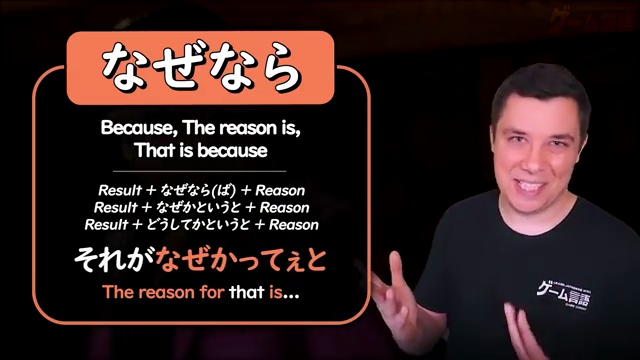 なぜなら
Because, The reason is,
That is because
Result + なぜなら(ば) + Reason
Result + なぜかというと + Reason
Result + どうしてかというと + Reason
それがなぜかってぇと
The reason for that is...
ゲーム言語